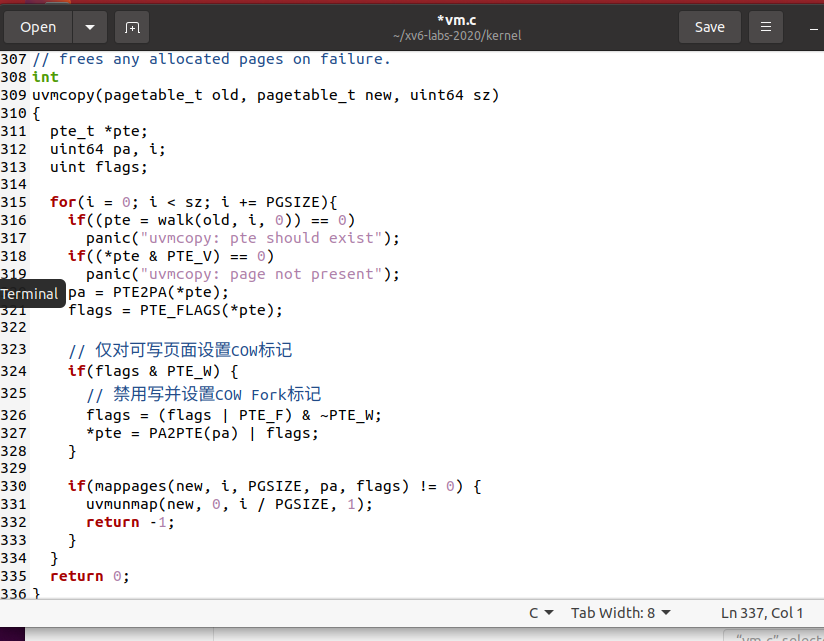 Open
*vm.c
~/xv6-labs-2020/kernel
Save
307 // frees any allocated pages on failure.
308 int
309 uvmcopy(pagetable_t old, pagetable_t new, uint64 sz)
310 {
311   pte_t *pte;
312   uint64 pa, i;
313   uint flags;
314
315   for(i = 0; i < sz; i += PGSIZE){
316     if((pte = walk(old, i, 0)) == 0)
317       panic("uvmcopy: pte should exist");
318     if((*pte & PTE_V) == 0)
319       panic("uvmcopy: page not present");
Terminal pa = PTE2PA(*pte);
321     flags = PTE_FLAGS(*pte);
322
323     // 仅对可写页面设置COW标记
324     if(flags & PTE_W) {
325       // 禁用写并设置COW Fork标记
326       flags = (flags | PTE_F) & ~PTE_W;
327       *pte = PA2PTE(pa) | flags;
328     }
329
330     if(mappages(new, i, PGSIZE, pa, flags) != 0) {
331       uvmunmap(new, 0, i / PGSIZE, 1);
332       return -1;
333     }
334   }
335   return 0;
336 }
C
Tab Width: 8
Ln 337, Col 1